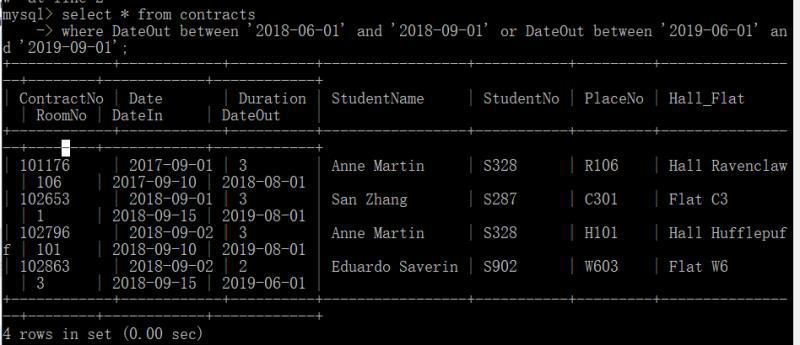 mysql> select * from contracts
    -> where DateOut between '2018-06-01' and '2018-09-01' or DateOut between '2019-06-01' an
d '2019-09-01';
+------------+------------+----------+------------------+-----------+---------+---------------
--+--------+------------+------------+
| ContractNo | Date       | Duration | StudentName      | StudentNo | PlaceNo | Hall_Flat
  | RoomNo | DateIn     | DateOut    |
+------------+------------+----------+------------------+-----------+---------+---------------
--+--------+------------+------------+
| 101176     | 2017-09-01 | 3        | Anne Martin      | S328      | R106    | Hall Ravenclaw
  | 106    | 2017-09-10 | 2018-08-01 |
| 102653     | 2018-09-01 | 3        | San Zhang        | S287      | C301    | Flat C3
  | 1      | 2018-09-15 | 2019-08-01 |
| 102796     | 2018-09-02 | 3        | Anne Martin      | S328      | H101    | Hall Hufflepuf
f | 101    | 2018-09-10 | 2019-08-01 |
| 102863     | 2018-09-02 | 2        | Eduardo Saverin  | S902      | W603    | Flat W6
  | 3      | 2018-09-15 | 2019-06-01 |
+------------+------------+----------+------------------+-----------+---------+---------------
--+--------+------------+------------+
4 rows in set (0.00 sec)